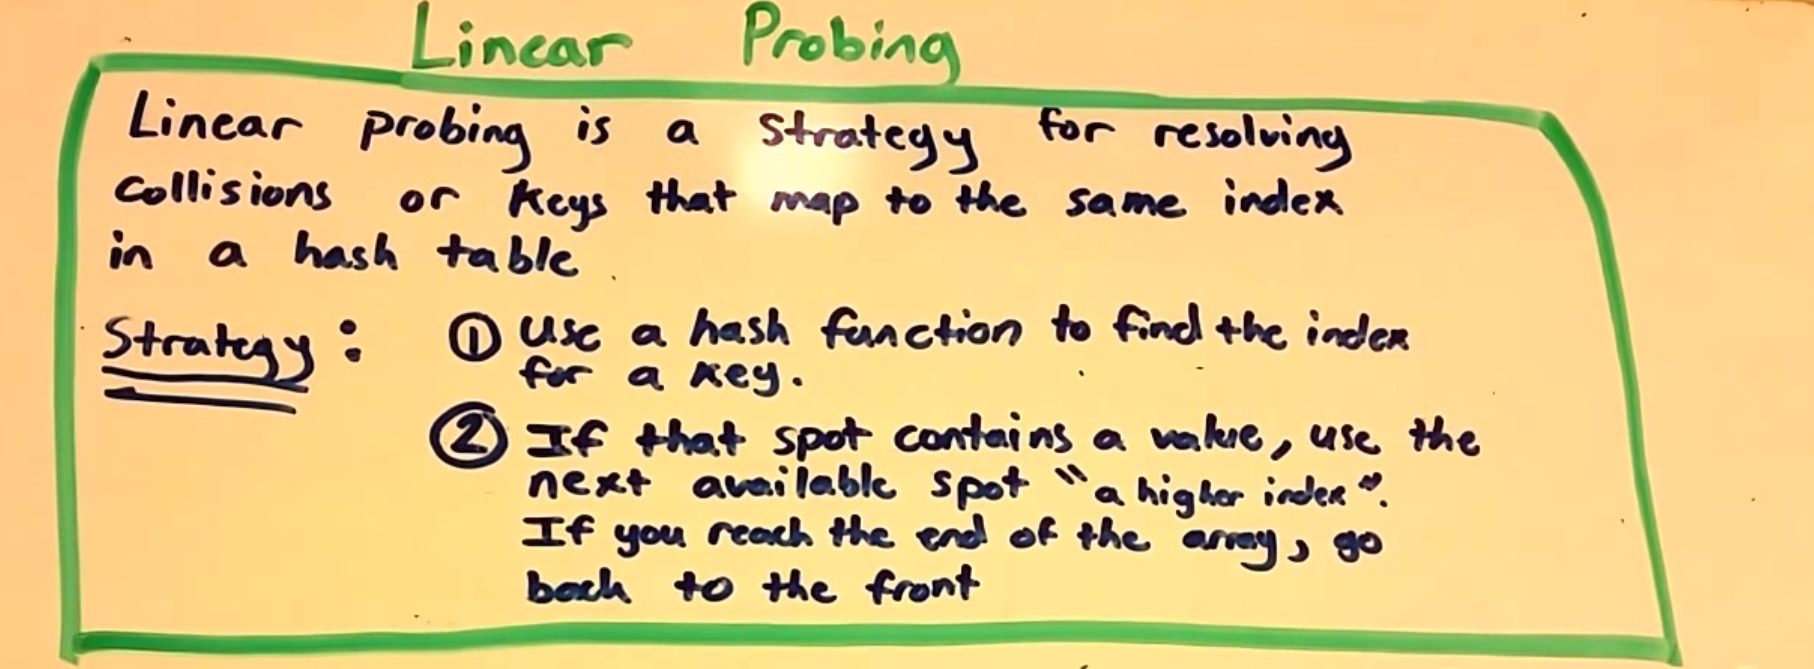 Linear Probing
Linear probing is a strategy for resolving
collisions or keys that map to the same index
in a hash table
Strategy: ① Use a hash function to find the index
for a key.
② If that spot contains a value, use the
next available spot "a higher index".
If you reach the end of the array, go
back to the front